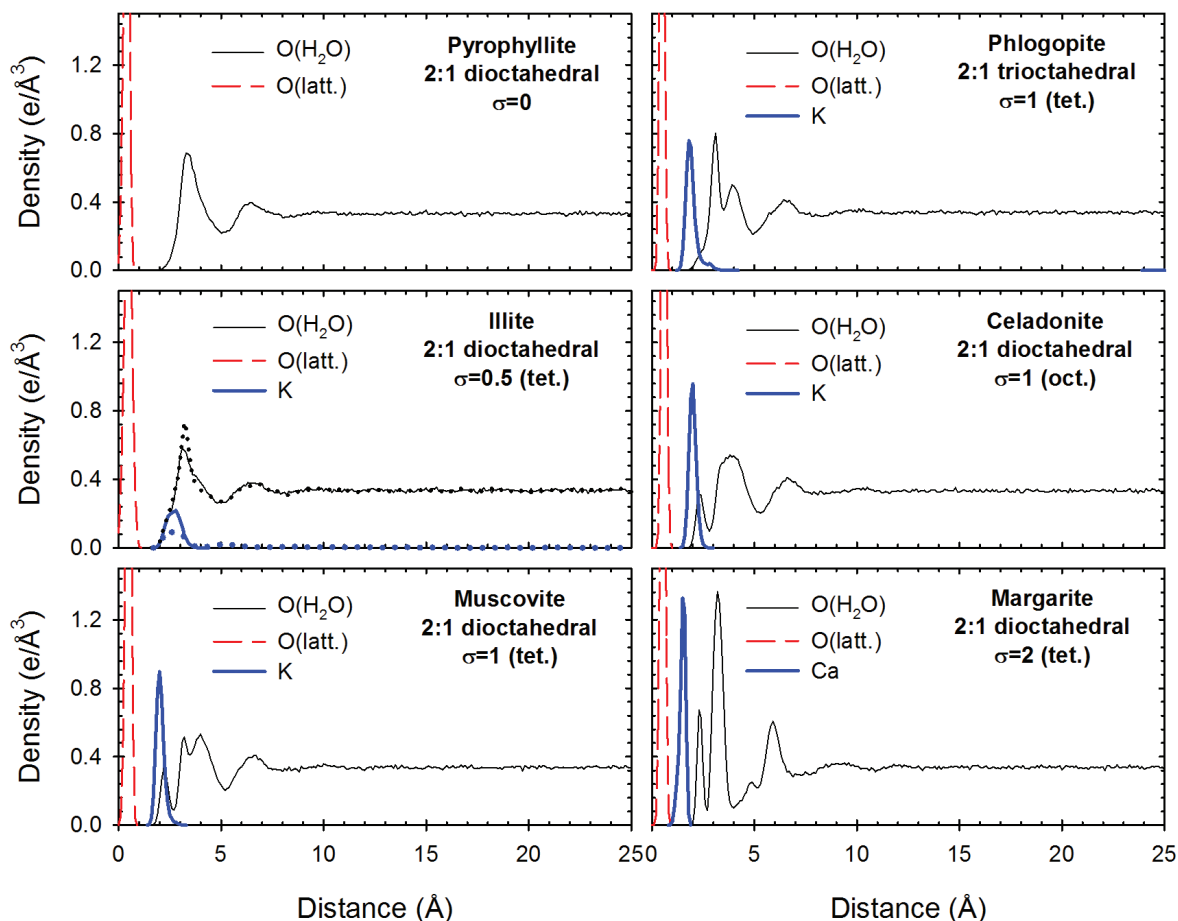 O(H₂O)
O(latt.)
Pyrophyllite
2:1 dioctahedral
σ=0
O(H₂O)
O(latt.)
K
Phlogopite
2:1 trioctahedral
σ=1 (tet.)
Density (e/Å³)
1.2
0.8
0.4
0.0
O(H₂O)
O(latt.)
K
Illite
2:1 dioctahedral
σ=0.5 (tet.)
O(H₂O)
O(latt.)
K
Celadonite
2:1 dioctahedral
σ=1 (oct.)
Density (e/Å³)
1.2
0.8
0.4
0.0
O(H₂O)
O(latt.)
K
Muscovite
2:1 dioctahedral
σ=1 (tet.)
O(H₂O)
O(latt.)
Ca
Margarite
2:1 dioctahedral
σ=2 (tet.)
Density (e/Å³)
1.2
0.8
0.4
0.0
0 5 10 15 20 25
0 5 10 15 20 25
Distance (Å)
Distance (Å)